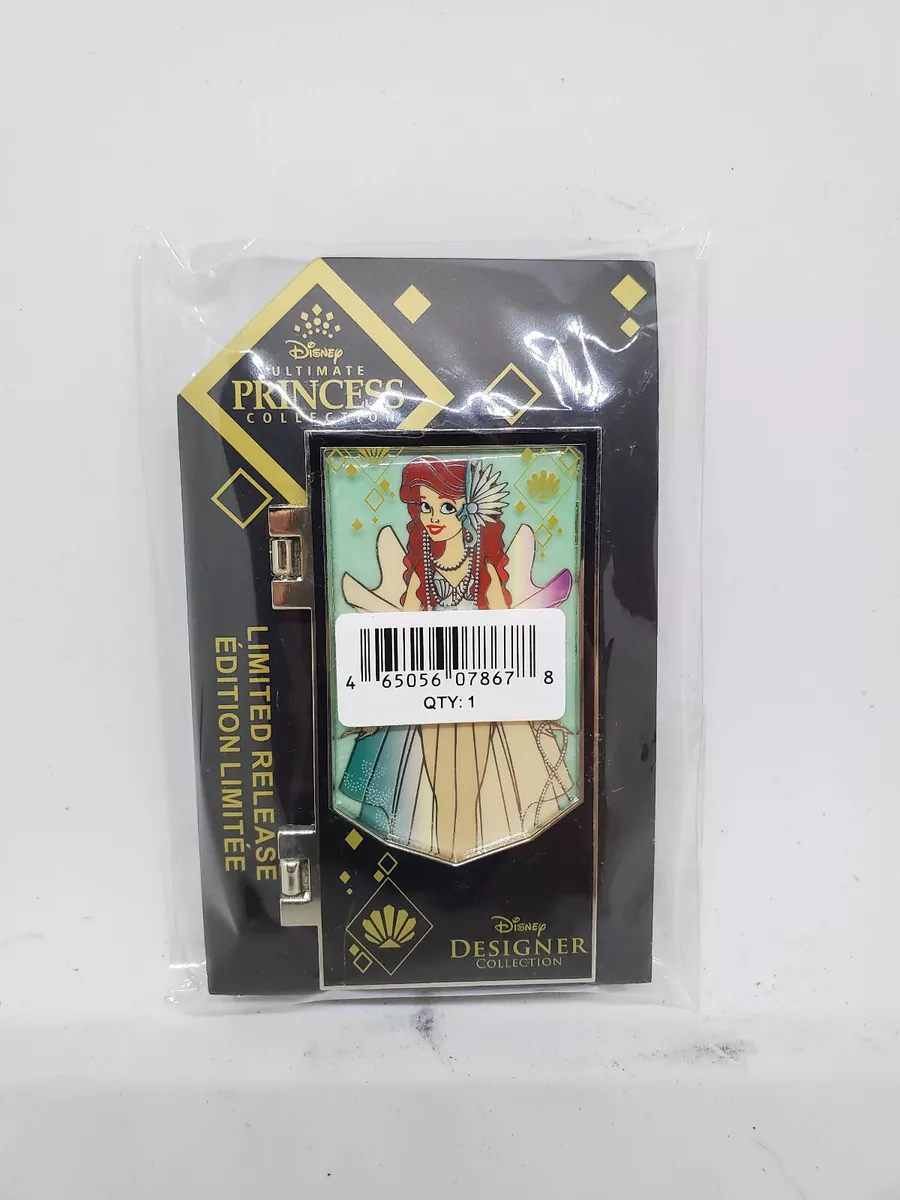 Disney
ULTIMATE
PRINCESS
COLLECTION
LIMITED RELEASE
ÉDITION LIMITÉE
4 65056 07867 8
QTY: 1
Disney
DESIGNER
COLLECTION